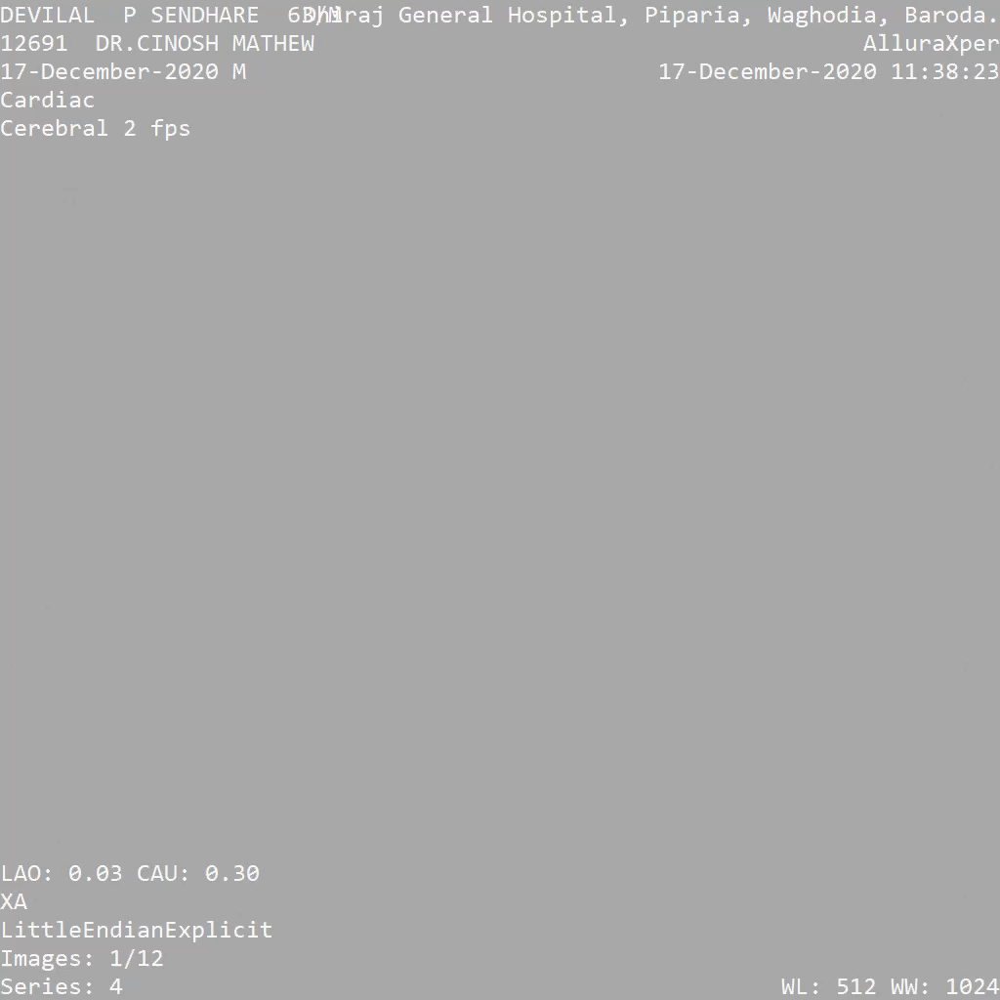 DEVILAL P SENDHARE
Dhiraj General Hospital, Piparia, Waghodia, Baroda.
12691 DR.CINOSH MATHEW
AlluraXper
17-December-2020 M
17-December-2020 11:38:23
Cardiac
Cerebral 2 fps
LAO: 0.03 CAU: 0.30
XA
LittleEndianExplicit
Images: 1/12
Series: 4
WL: 512 WW: 1024